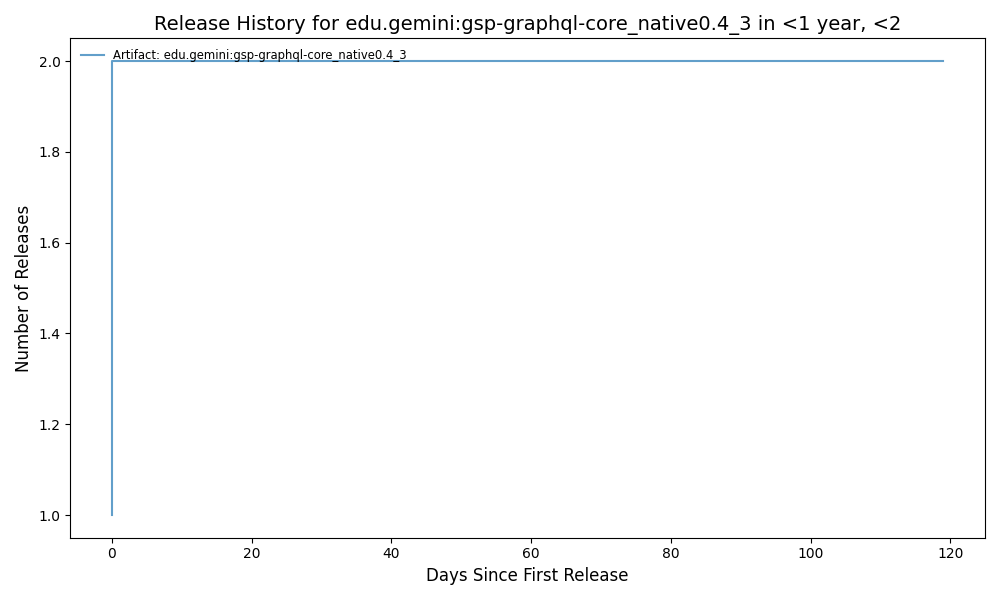 Release History for edu.gemini:gsp-graphql-core_native0.4_3 in <1 year, <2
Artifact: edu.gemini:gsp-graphql-core_native0.4_3
2.0
1.8
1.6
1.4
1.2
1.0
Number of Releases
0 20 40 60 80 100 120
Days Since First Release